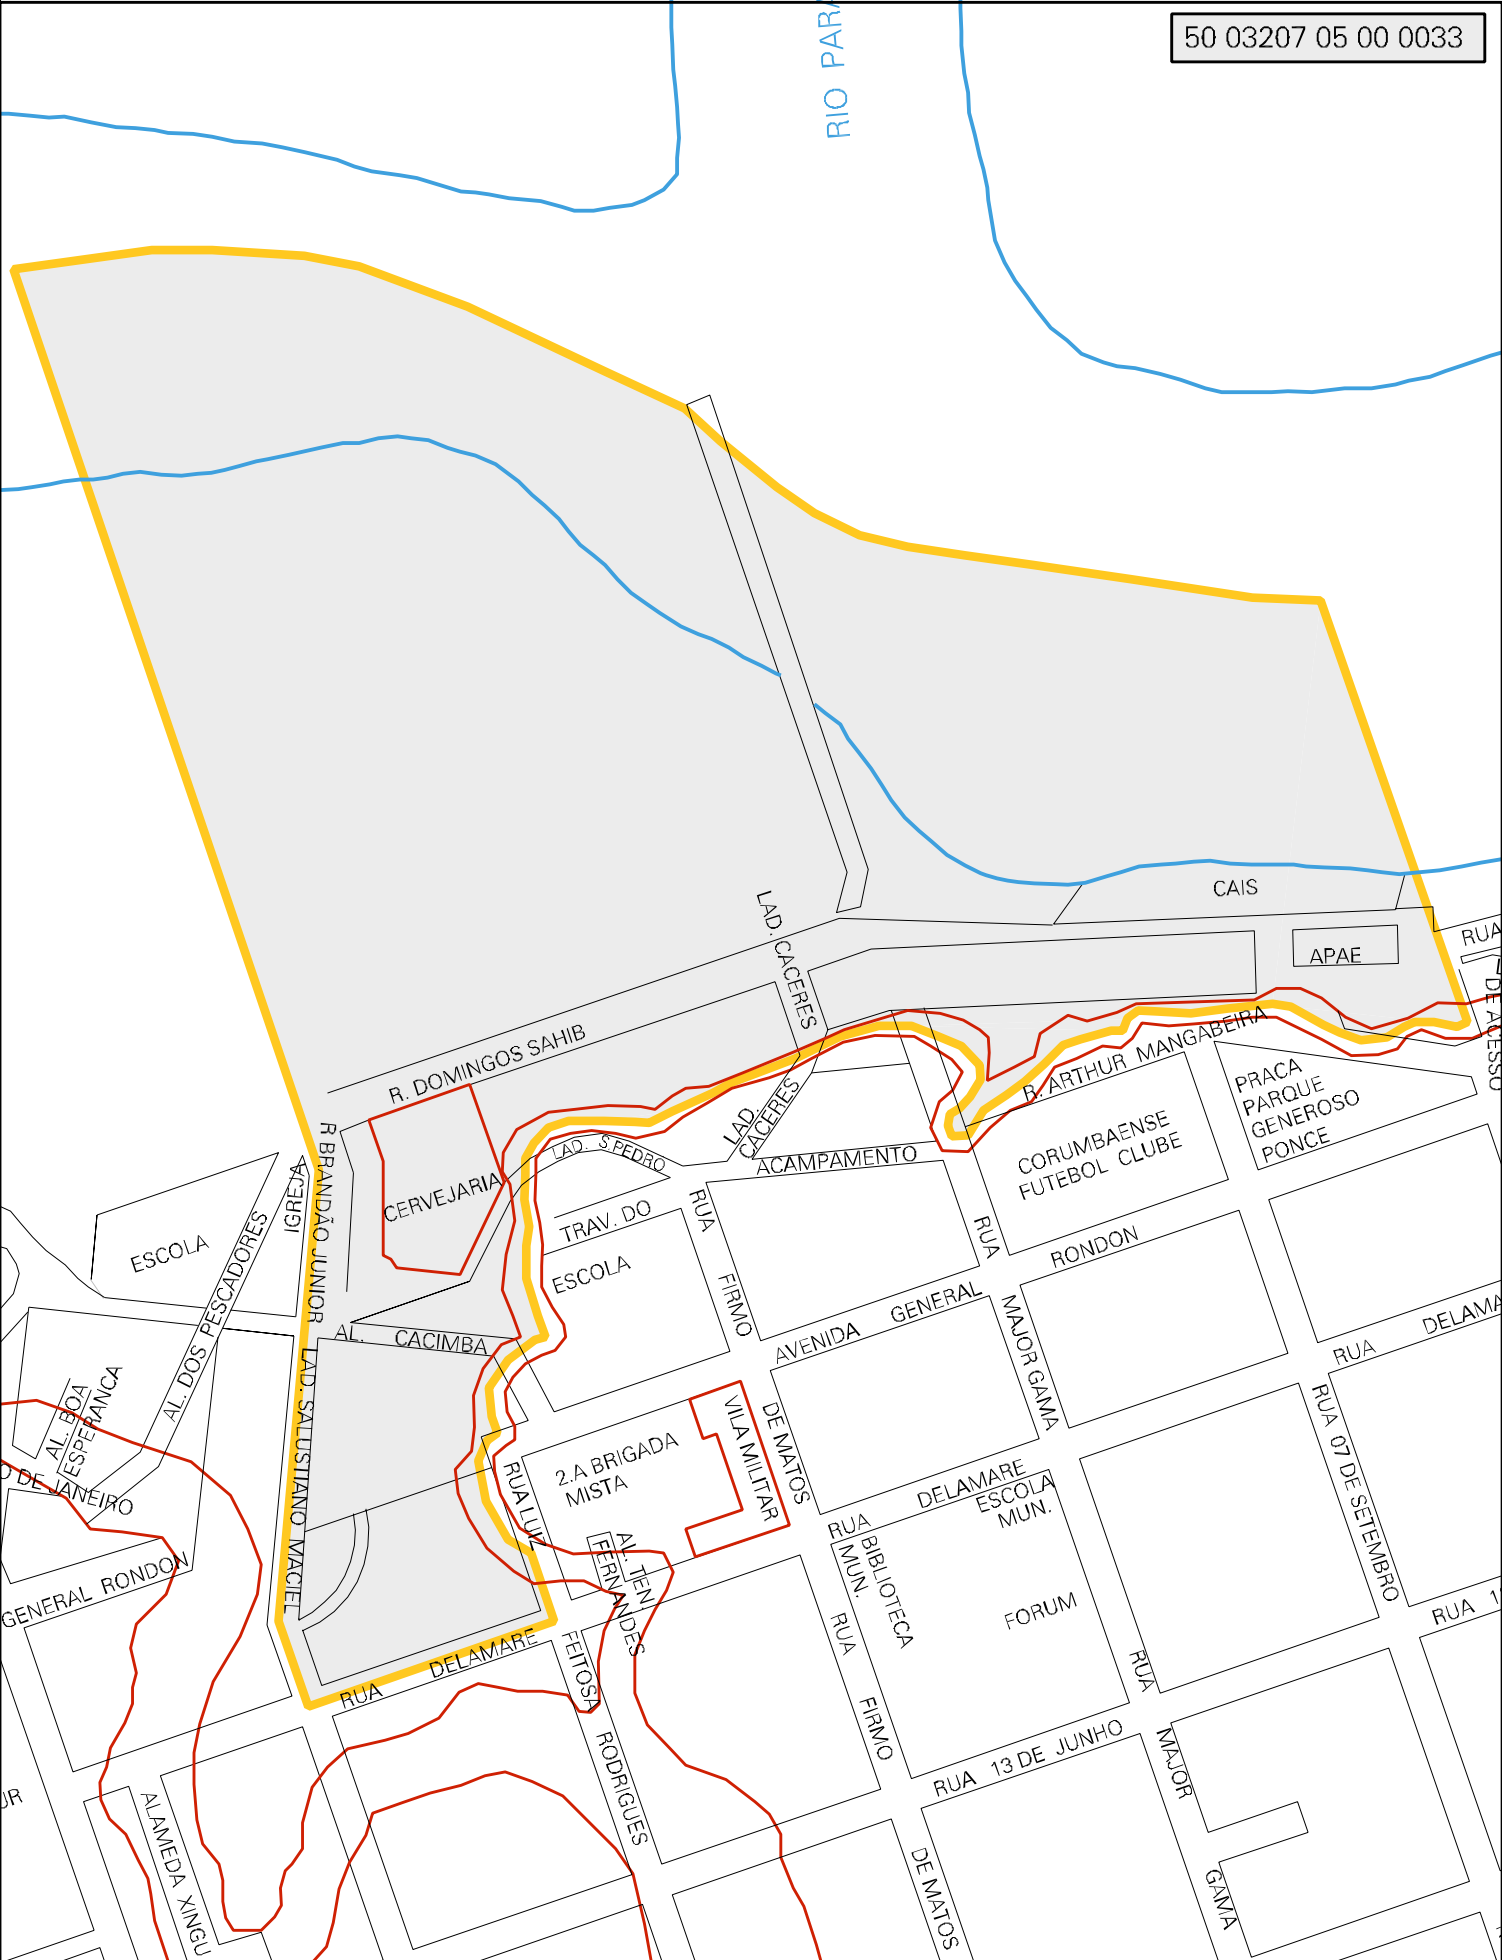 50 03207 05 00 0033
RIO PARA
CAIS
APAE
RUA
DE ACESSO
LAD. CACERES
R. DOMINGOS SAHIB
R. ARTHUR MANGABEIRA
PRACA
PARQUE
GENEROSO
PONCE
LAD.
CACERES
CORUMBAENSE
FUTEBOL CLUBE
LAD. S.PEDRO
ACAMPAMENTO
R BRANDÃO JUNIOR
IGREJA
CERVEJARIA
TRAV. DO
RUA
FIRMO
RUA
RONDON
ESCOLA
AL. DOS PESCADORES
ESCOLA
AVENIDA GENERAL
MAJOR GAMA
AL. CACIMBA
RUA DELAMA
LAD. SALUSTIANO MACIEL
AL. BOA
ESPERANCA
O DE JANEIRO
VILA MILITAR
DE MATOS
2.A BRIGADA
MISTA
RUA LUIZ
DELAMARE
ESCOLA
MUN.
RUA 07 DE SETEMBRO
RUA
BIBLIOTECA
MUN.
AL. TEN.
FERNANDES
GENERAL RONDON
FORUM
RUA 1
RUA
FEITOSA
RUA DELAMARE
RUA
FIRMO
RUA 13 DE JUNHO
MAJOR
RODRIGUES
UR
ALAMEDA XINGU
DE MATOS
GAMA